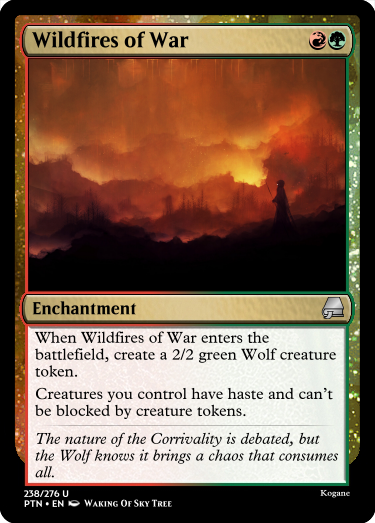 Wildfires of War
Enchantment
When Wildfires of War enters the
battlefield, create a 2/2 green Wolf creature
token.
Creatures you control have haste and can't
be blocked by creature tokens.
The nature of the Corrivality is debated, but
the Wolf knows it brings a chaos that consumes
all.
238/276 U
Kogane
PTN • EN Waking Of Sky Tree